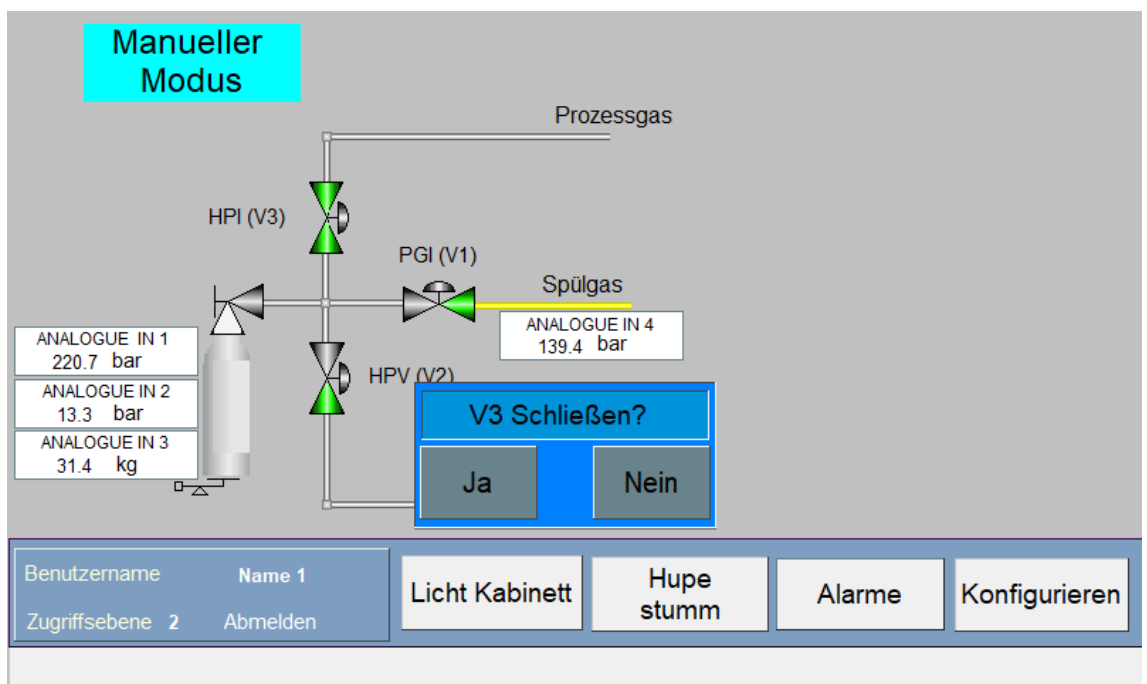 Manueller
Modus
Prozessgas
HPI (V3)
PGI (V1)
Spülgas
ANALOGUE IN 4
139.4 bar
ANALOGUE IN 1
220.7 bar
ANALOGUE IN 2
13.3 bar
ANALOGUE IN 3
31.4 kg
HPV (V2)
V3 Schließen?
Ja Nein
Benutzername Name 1
Zugriffsebene 2 Abmelden
Licht Kabinett
Hupe
stumm
Alarme
Konfigurieren